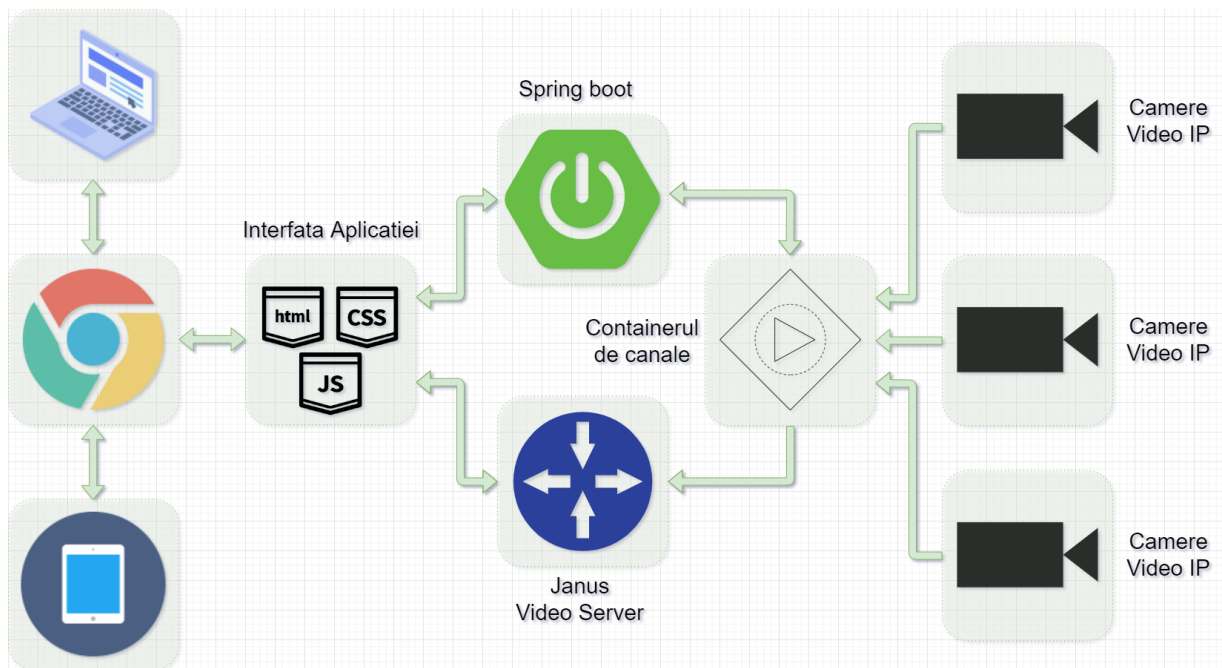 Spring boot
Camere
Video IP
Interfata Aplicatiei
html
CSS
JS
Containerul
de canale
Camere
Video IP
Janus
Video Server
Camere
Video IP